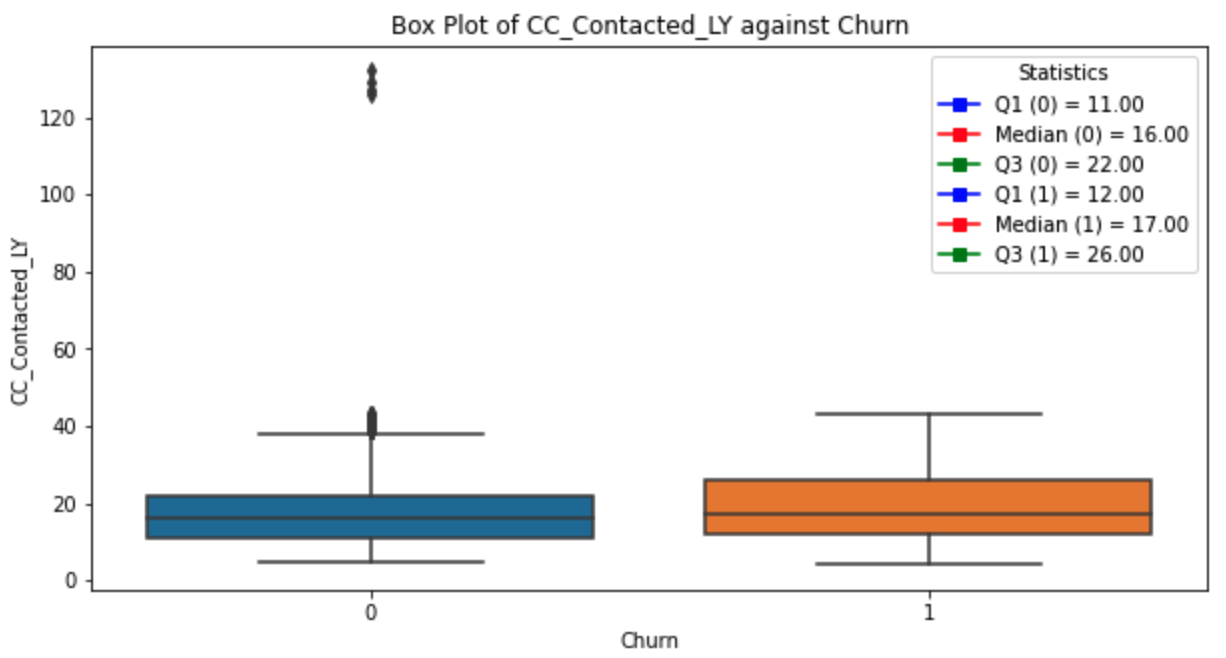 Box Plot of CC_Contacted_LY against Churn
Statistics
Q1 (0) = 11.00
Median (0) = 16.00
Q3 (0) = 22.00
Q1 (1) = 12.00
Median (1) = 17.00
Q3 (1) = 26.00
CC_Contacted_LY
120
100
80
60
40
20
0
0
1
Churn